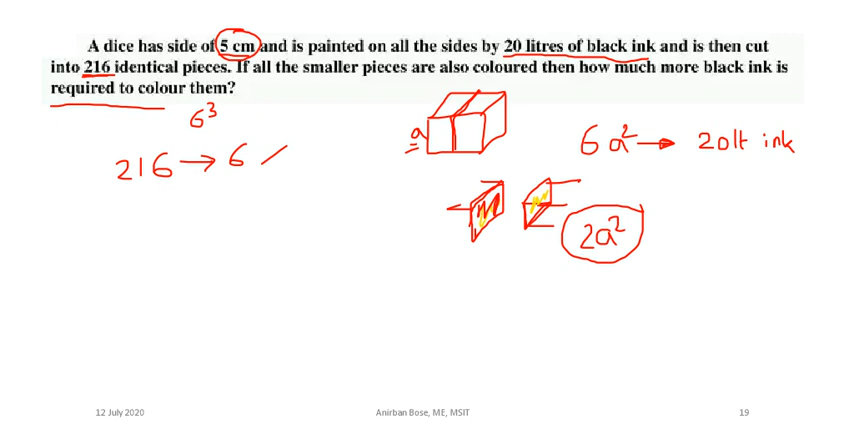 A dice has side of 5 cm and is painted on all the sides by 20 litres of black ink and is then cut
into 216 identical pieces. If all the smaller pieces are also coloured then how much more black ink is
required to colour them?
6³
216 → 6
a
6 a² → 20lt ink
2a²
12 July 2020
Anirban Bose, ME, MSIT
19